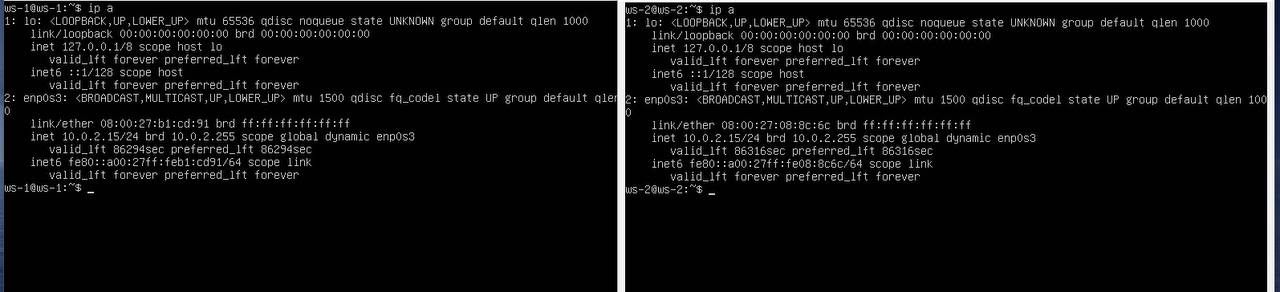 ws-1@ws-1:~$ ip a
1: lo: <LOOPBACK,UP,LOWER_UP> mtu 65536 qdisc noqueue state UNKNOWN group default qlen 1000
    link/loopback 00:00:00:00:00:00 brd 00:00:00:00:00:00
    inet 127.0.0.1/8 scope host lo
       valid_lft forever preferred_lft forever
    inet6 ::1/128 scope host
       valid_lft forever preferred_lft forever
2: enp0s3: <BROADCAST,MULTICAST,UP,LOWER_UP> mtu 1500 qdisc fq_codel state UP group default qlen
0
    link/ether 08:00:27:b1:cd:91 brd ff:ff:ff:ff:ff:ff
    inet 10.0.2.15/24 brd 10.0.2.255 scope global dynamic enp0s3
       valid_lft 86294sec preferred_lft 86294sec
    inet6 fe80::a00:27ff:feb1:cd91/64 scope link
       valid_lft forever preferred_lft forever
ws-1@ws-1:~$ _
ws-2@ws-2:~$ ip a
1: lo: <LOOPBACK,UP,LOWER_UP> mtu 65536 qdisc noqueue state UNKNOWN group default qlen 1000
    link/loopback 00:00:00:00:00:00 brd 00:00:00:00:00:00
    inet 127.0.0.1/8 scope host lo
       valid_lft forever preferred_lft forever
    inet6 ::1/128 scope host
       valid_lft forever preferred_lft forever
2: enp0s3: <BROADCAST,MULTICAST,UP,LOWER_UP> mtu 1500 qdisc fq_codel state UP group default qlen 100
0
    link/ether 08:00:27:08:8c:6c brd ff:ff:ff:ff:ff:ff
    inet 10.0.2.15/24 brd 10.0.2.255 scope global dynamic enp0s3
       valid_lft 86316sec preferred_lft 86316sec
    inet6 fe80::a00:27ff:fe08:8c6c/64 scope link
       valid_lft forever preferred_lft forever
ws-2@ws-2:~$ _